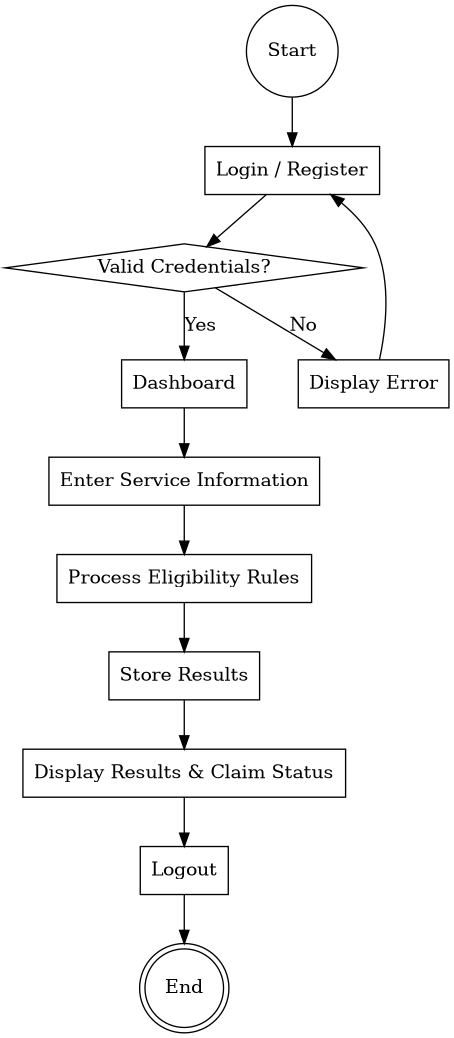 Start
Login / Register
Valid Credentials?
Yes
No
Dashboard
Display Error
Enter Service Information
Process Eligibility Rules
Store Results
Display Results & Claim Status
Logout
End